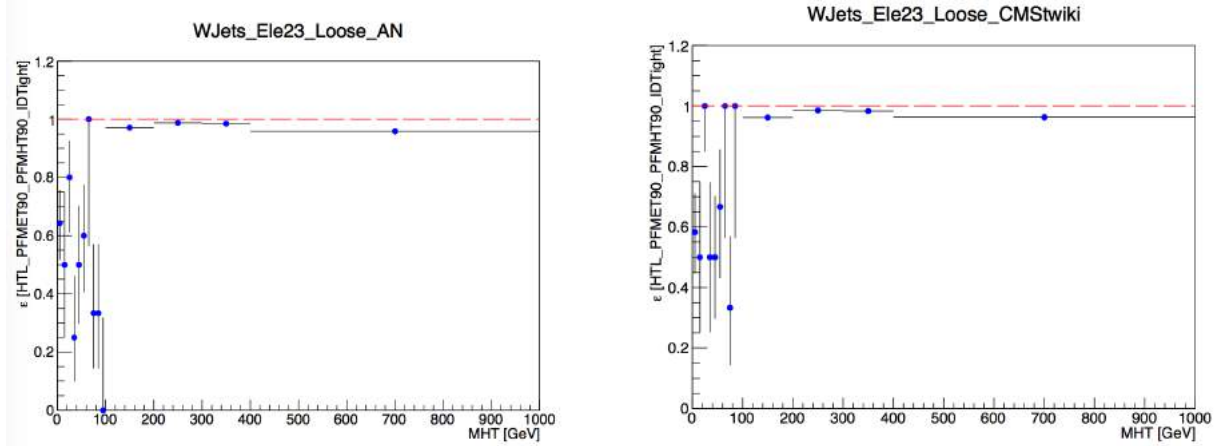 WJets_Ele23_Loose_AN
ε [HTL_PFMET90_PFMHT90_IDTight]
1.2
1
0.8
0.6
0.4
0.2
0
0 100 200 300 400 500 600 700 800 900 1000
MHT [GeV]
WJets_Ele23_Loose_CMStwiki
ε [HTL_PFMET90_PFMHT90_IDTight]
1.2
1
0.8
0.6
0.4
0.2
0
0 100 200 300 400 500 600 700 800 900 1000
MHT [GeV]